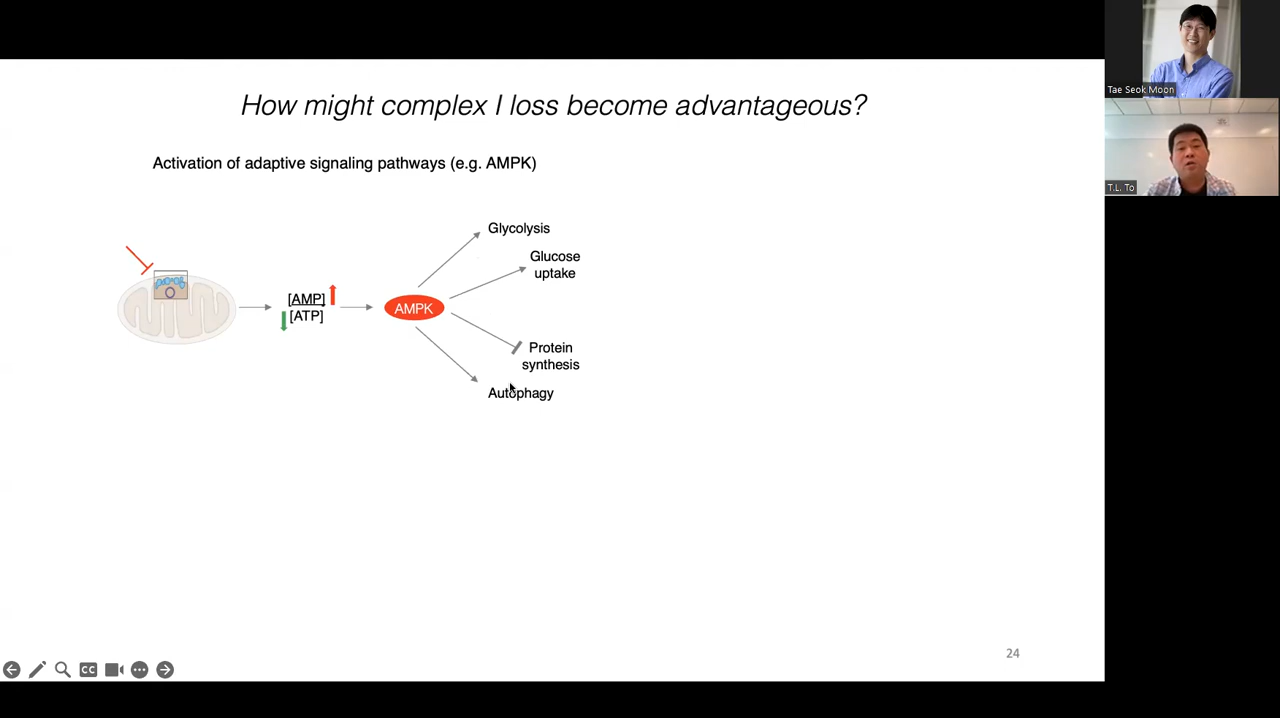 How might complex I loss become advantageous?
Activation of adaptive signaling pathways (e.g. AMPK)
[AMP]
[ATP]
AMPK
Glycolysis
Glucose
uptake
Protein
synthesis
Autophagy
24
CC
Tae Seok Moon
T.L. To